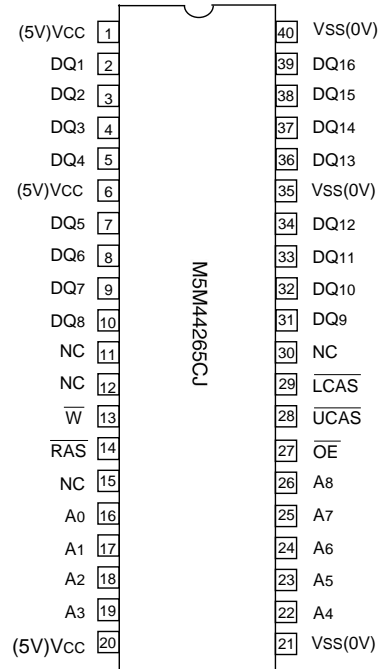 (5V)VCC 1 40 VSS(0V)
DQ1 2 39 DQ16
DQ2 3 38 DQ15
DQ3 4 37 DQ14
DQ4 5 36 DQ13
(5V)VCC 6 35 VSS(0V)
DQ5 7 34 DQ12
DQ6 8 33 DQ11
DQ7 9 32 DQ10
DQ8 10 31 DQ9
NC 11 30 NC
NC 12 29 L̅C̅A̅S̅
W̅ 13 28 U̅C̅A̅S̅
R̅A̅S̅ 14 27 O̅E̅
NC 15 26 A8
A0 16 25 A7
A1 17 24 A6
A2 18 23 A5
A3 19 22 A4
(5V)VCC 20 21 VSS(0V)
M5M44265CJ